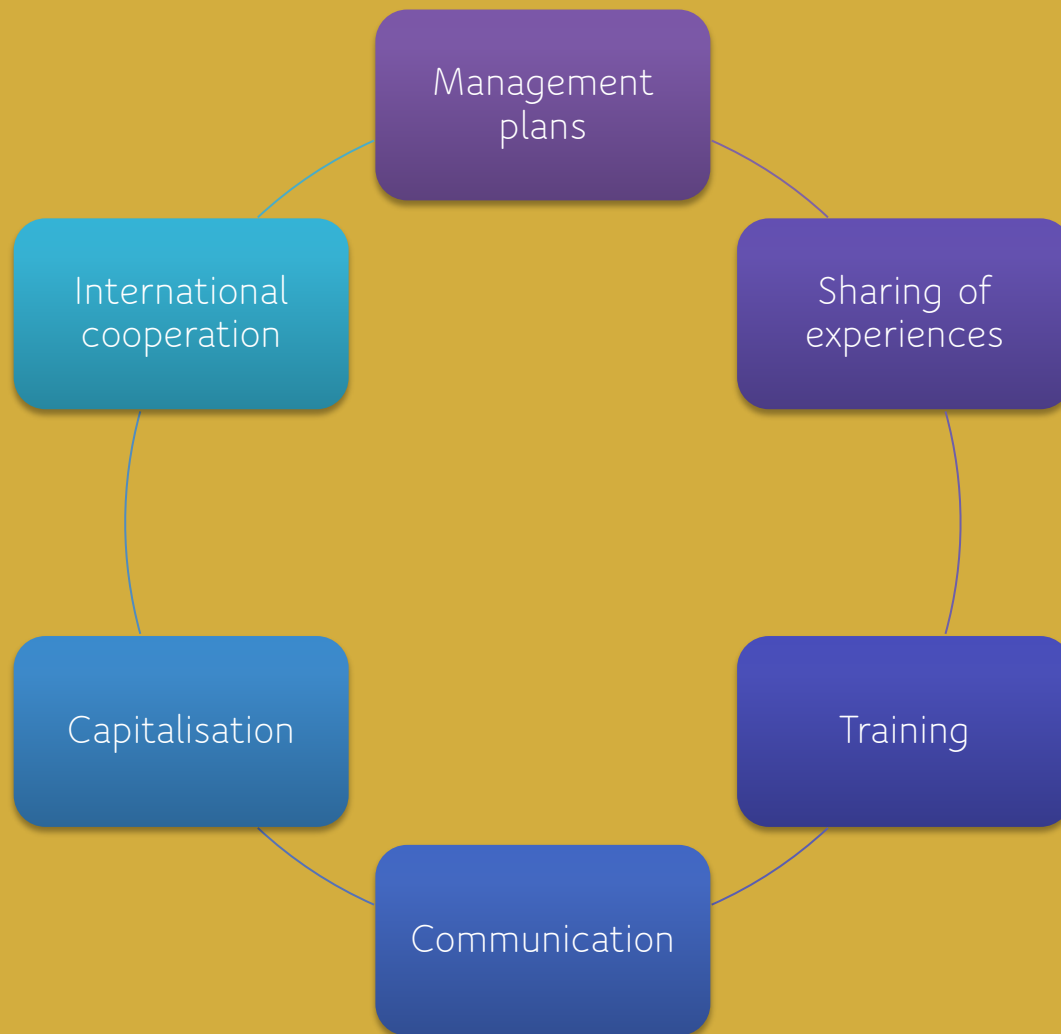 Management
plans
Sharing of
experiences
Training
Communication
Capitalisation
International
cooperation